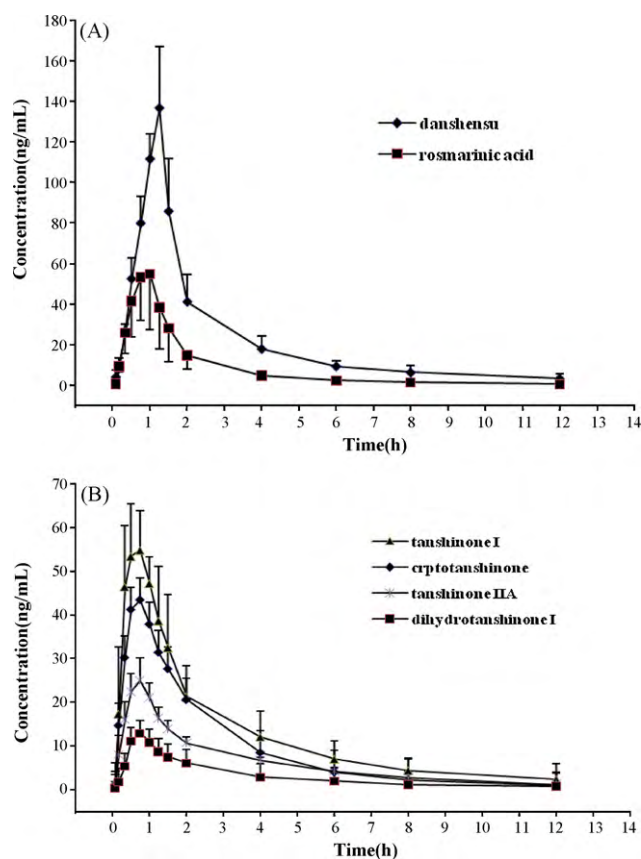 (A)
180
160
140
120
100
80
60
40
20
0
Concentration(ng/mL)
danshensu
rosmarinic acid
0 1 2 3 4 5 6 7 8 9 10 11 12 13 14
Time(h)
(B)
70
60
50
40
30
20
10
0
Concentration(ng/mL)
tanshinone I
crptotanshinone
tanshinone IIA
dihydrotanshinone I
0 1 2 3 4 5 6 7 8 9 10 11 12 13 14
Time(h)